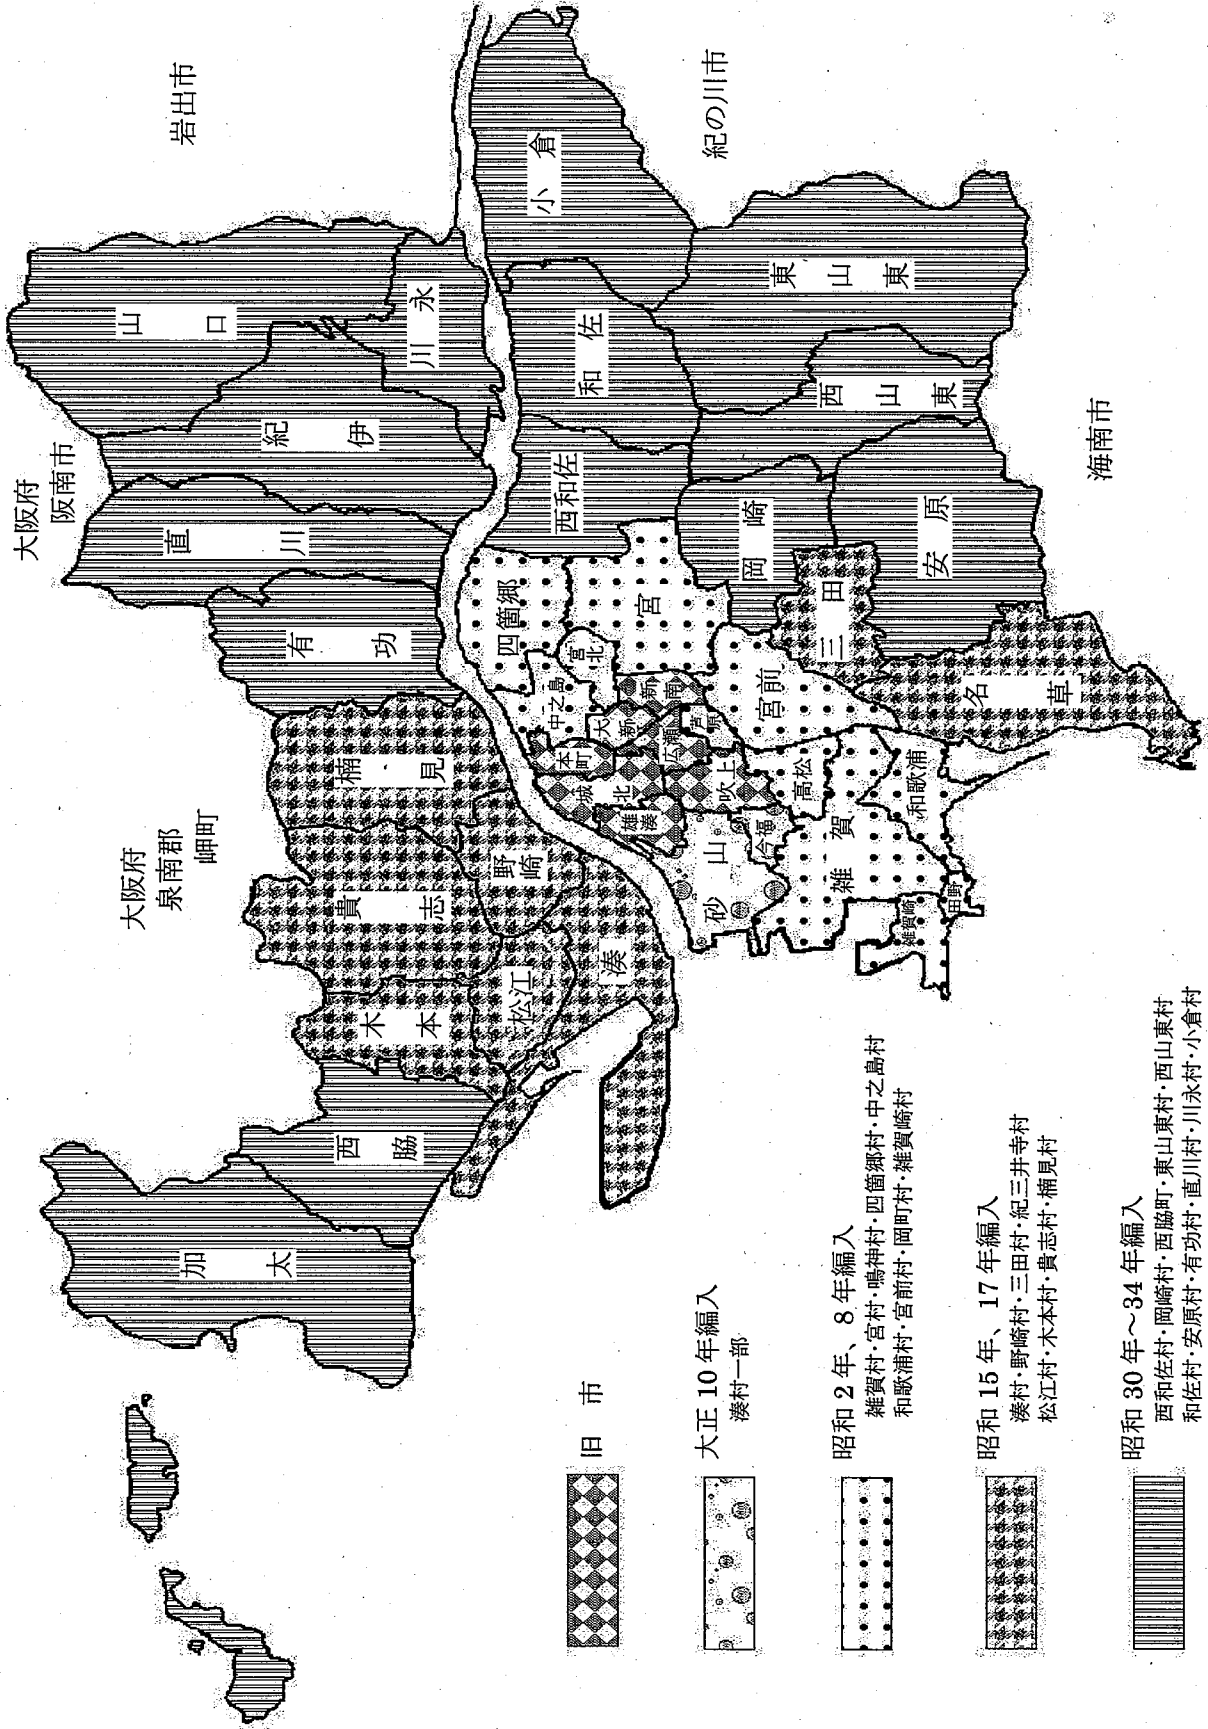 大阪府
阪南市
岩出市
大阪府
泉南郡
岬町
紀の川市
海南市
加太
西脇
木本
貴志
楠見
松江
野崎
湊
有功
直川
紀伊
山口
川永
小倉
和佐
西和佐
四箇郷
宮
宮北
中之島
本町
城北
大新
新南
広瀬
芦原
雄湊
吹上
砂山
今福
高松
宮前
雑賀
和歌浦
雑賀崎
田野
岡崎
三田
名草
安原
西山東
東山東
旧市
大正10年編入
湊村一部
昭和2年、8年編入
雑賀村・宮村・鳴神村・四箇郷村・中之島村
和歌浦村・宮前村・岡町村・雑賀崎村
昭和15年、17年編入
湊村・野崎村・三田村・紀三井寺村
松江村・木本村・貴志村・楠見村
昭和30年～34年編入
西和佐村・岡崎村・西脇町・東山東村・西山東村
和佐村・安原村・有功村・直川村・川永村・小倉村